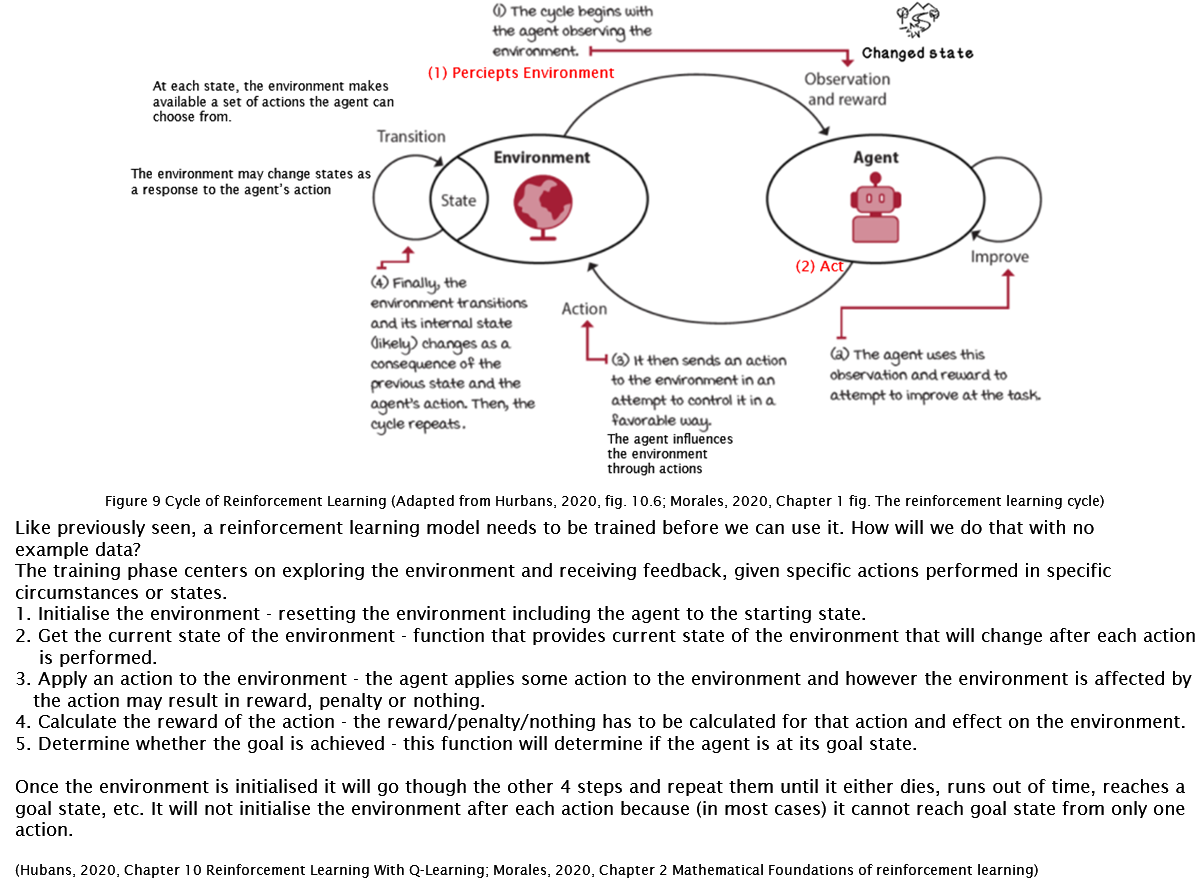 (1) The cycle begins with
the agent observing the
environment.
Changed state
(1) Perciepts Environment
Observation
and reward
At each state, the environment makes
available a set of actions the agent can
choose from.
Transition
Environment
Agent
The environment may change states as
a response to the agent's action
State
(2) Act
Improve
(4) Finally, the
environment transitions
and its internal state
(likely) changes as a
consequence of the
previous state and the
agent's action. Then, the
cycle repeats.
Action
(3) It then sends an action
to the environment in an
attempt to control it in a
favorable way.
The agent influences
the environment
through actions
(2) The agent uses this
observation and reward to
attempt to improve at the task.
Figure 9 Cycle of Reinforcement Learning (Adapted from Hurbans, 2020, fig. 10.6; Morales, 2020, Chapter 1 fig. The reinforcement learning cycle)
Like previously seen, a reinforcement learning model needs to be trained before we can use it. How will we do that with no
example data?
The training phase centers on exploring the environment and receiving feedback, given specific actions performed in specific
circumstances or states.
1. Initialise the environment - resetting the environment including the agent to the starting state.
2. Get the current state of the environment - function that provides current state of the environment that will change after each action
is performed.
3. Apply an action to the environment - the agent applies some action to the environment and however the environment is affected by
the action may result in reward, penalty or nothing.
4. Calculate the reward of the action - the reward/penalty/nothing has to be calculated for that action and effect on the environment.
5. Determine whether the goal is achieved - this function will determine if the agent is at its goal state.
Once the environment is initialised it will go though the other 4 steps and repeat them until it either dies, runs out of time, reaches a
goal state, etc. It will not initialise the environment after each action because (in most cases) it cannot reach goal state from only one
action.
(Hubans, 2020, Chapter 10 Reinforcement Learning With Q-Learning; Morales, 2020, Chapter 2 Mathematical Foundations of reinforcement learning)